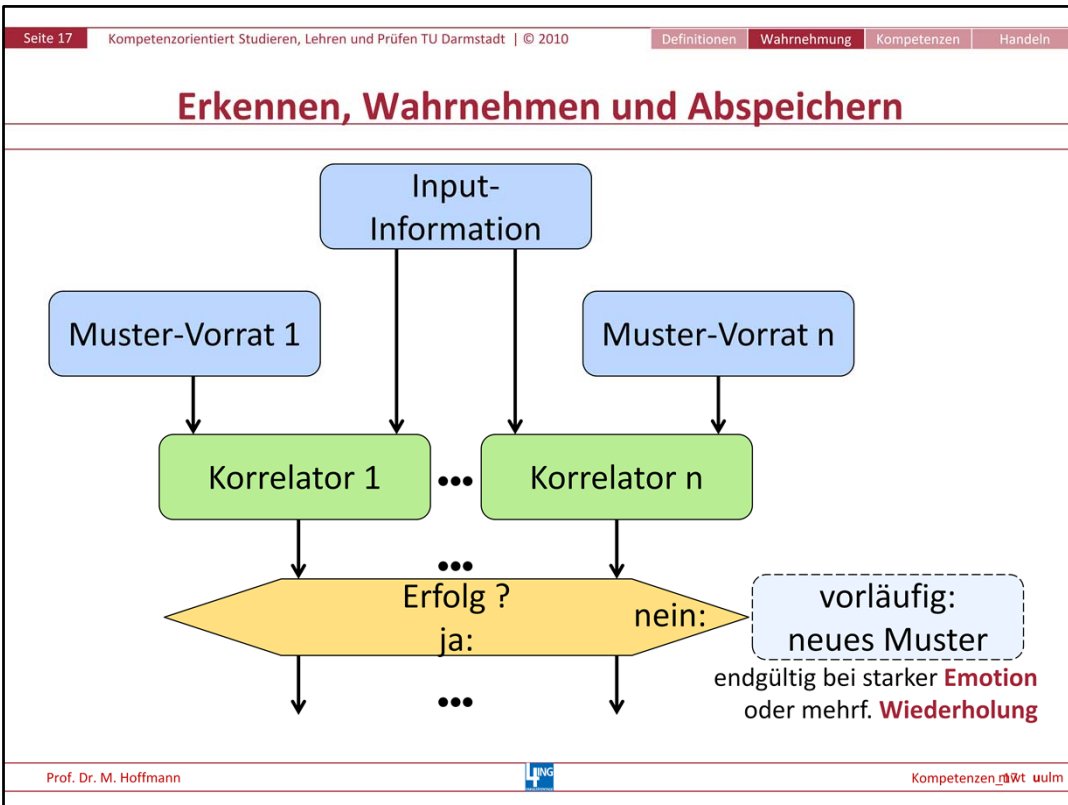 Seite 17
Kompetenzorientiert Studieren, Lehren und Prüfen TU Darmstadt | © 2010
Definitionen
Wahrnehmung
Kompetenzen
Handeln
Erkennen, Wahrnehmen und Abspeichern
Input-
Information
Muster-Vorrat 1
Muster-Vorrat n
Korrelator 1
•••
Korrelator n
•••
Erfolg ?
ja:
nein:
vorläufig:
neues Muster
endgültig bei starker Emotion
oder mehrf. Wiederholung
•••
Prof. Dr. M. Hoffmann
4ING
uulm